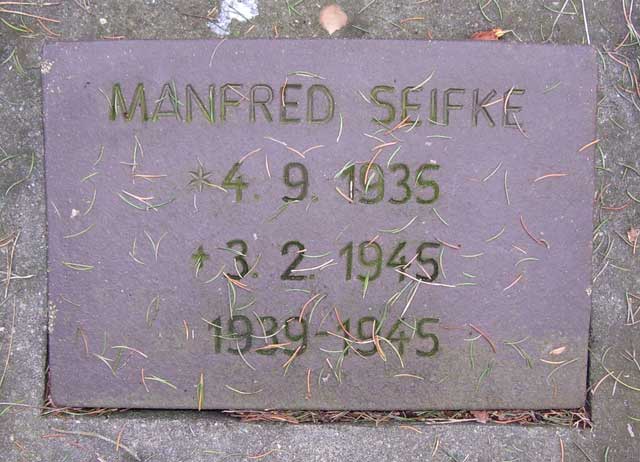 MANFRED SEIFKE
* 4. 9. 1935
† 3. 2. 1945
1939-1945